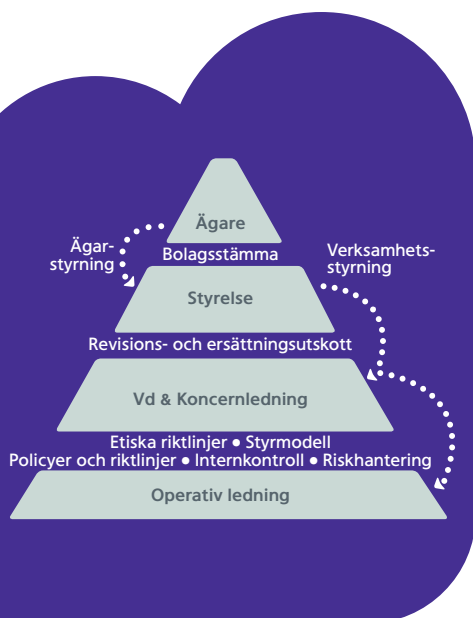 Ägare
Ägar-
styrning
Bolagsstämma
Verksamhets-
styrning
Styrelse
Revisions- och ersättningsutskott
Vd & Koncernledning
Etiska riktlinjer • Styrmodell
Policyer och riktlinjer • Internkontroll • Riskhantering
Operativ ledning